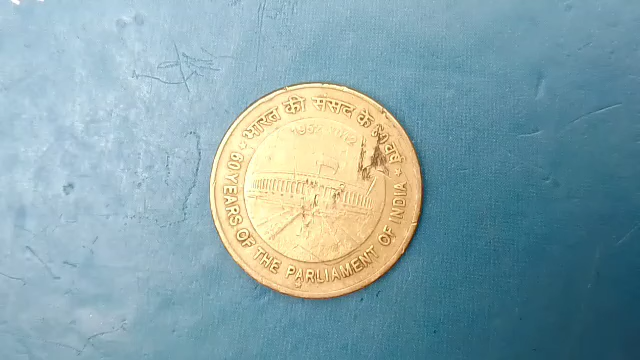 भारत की संसद के 60 वर्ष
1952-2012
60 YEARS OF THE PARLIAMENT OF INDIA